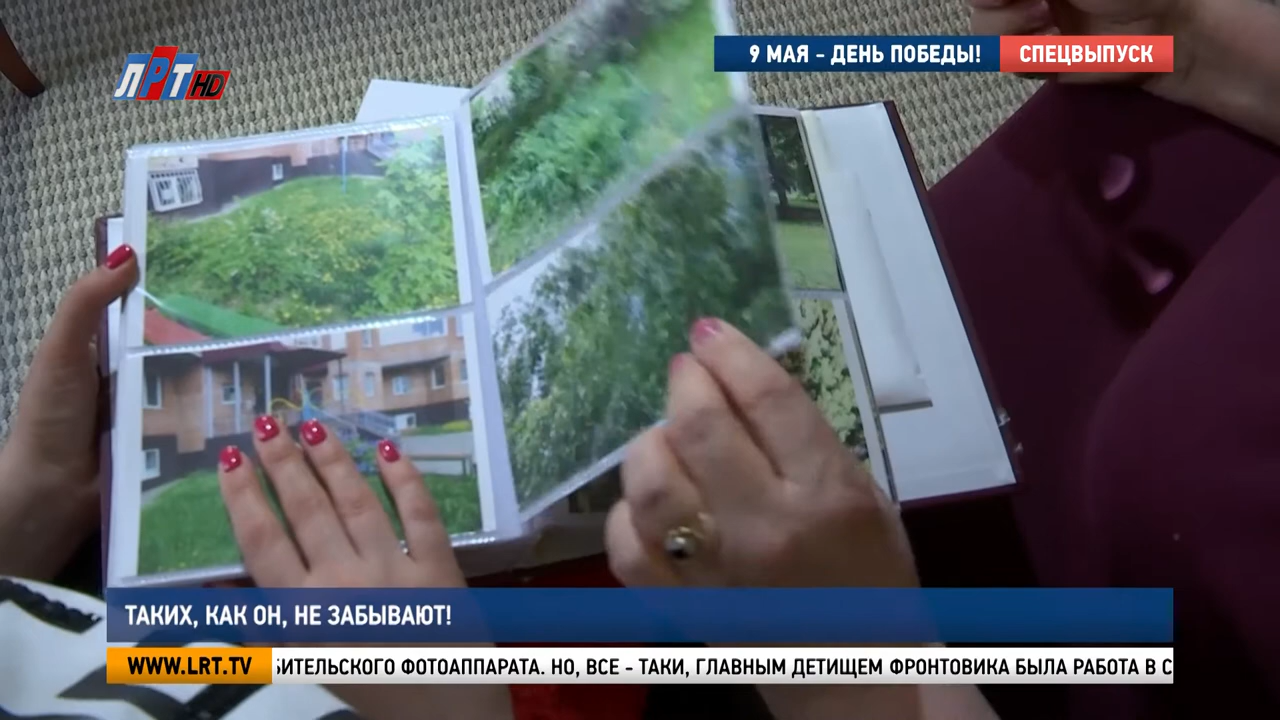 ЛРТ HD
9 МАЯ - ДЕНЬ ПОБЕДЫ! СПЕЦВЫПУСК
ТАКИХ, КАК ОН, НЕ ЗАБЫВАЮТ!
WWW.LRT.TV БИТЕЛЬСКОГО ФОТОАППАРАТА. НО, ВСЕ - ТАКИ, ГЛАВНЫМ ДЕТИЩЕМ ФРОНТОВИКА БЫЛА РАБОТА В С